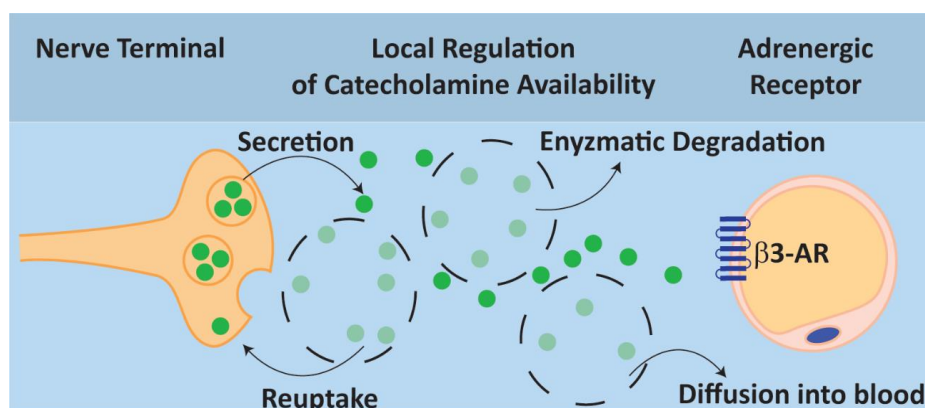 Nerve Terminal
Local Regulation
of Catecholamine Availability
Adrenergic
Receptor
Secretion
Enyzmatic Degradation
β3-AR
Reuptake
Diffusion into blood